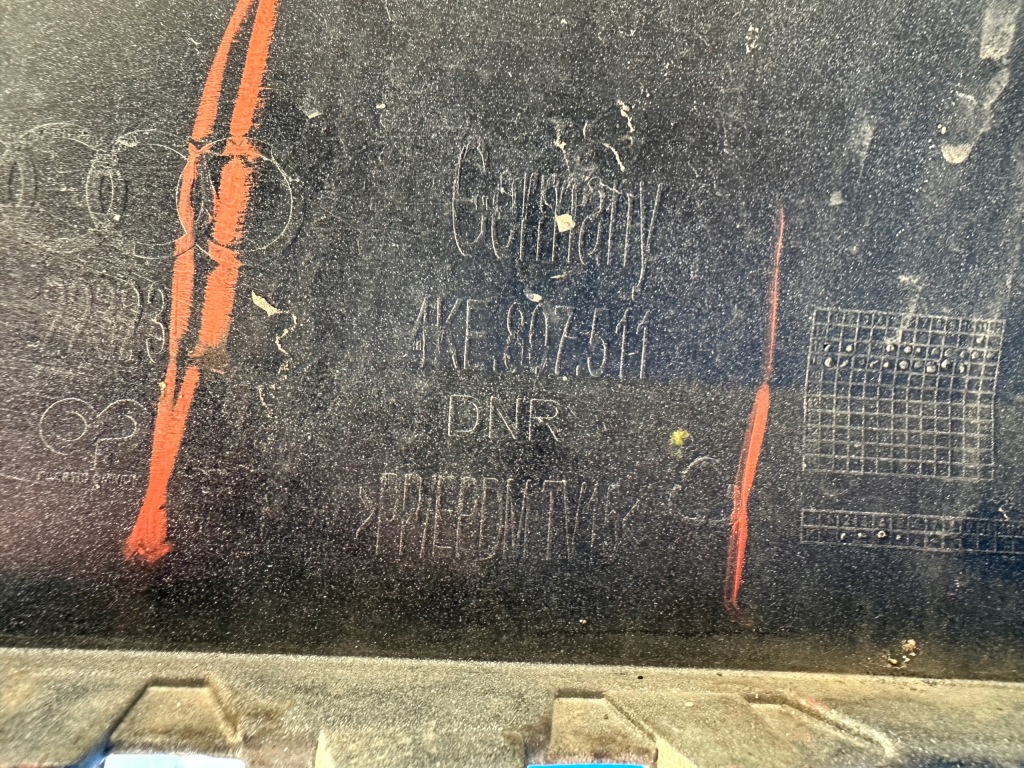 Germany
4KE.807.511
DNR
>PP/EPDM TV15<